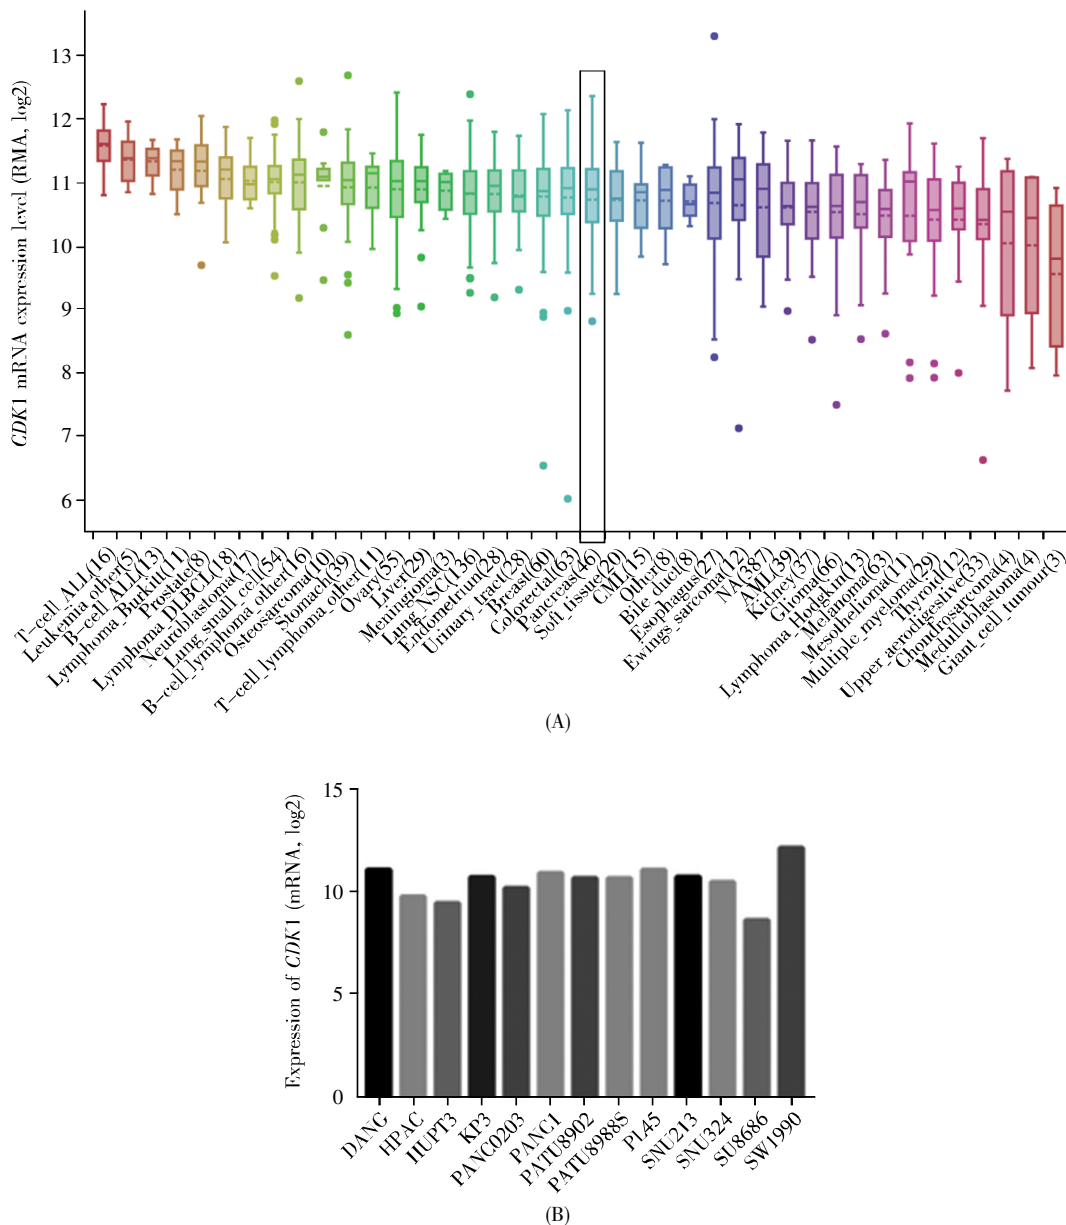 CDK1 mRNA expression level (RMA, log2)
13
12
11
10
9
8
7
6
T-cell_ALL(16)
Leukemia other(5)
B-cell_ALL(13)
Lymphoma_Burkitt(11)
Prostate(8)
Lymphoma_DLBCL(18)
Neuroblastoma(17)
Lung_small_cell(54)
B-cell_lymphoma_other(16)
Osteosarcoma(10)
Stomach(39)
T-cell_lymphoma_other(11)
Ovary(55)
Liver(29)
Meningioma(3)
Lung_NSC(136)
Endometrium(28)
Urinary_tract(28)
Breast(60)
Colorectal(63)
Pancreas(46)
Soft_tissue(20)
CML(15)
Other(8)
Bile_duct(8)
Esophagus(27)
Ewings_sarcoma(12)
NA(387)
AML(39)
Kidney(37)
Glioma(66)
Lymphoma_Hodgkin(13)
Melanoma(63)
Mesothelioma(11)
Multiple_myeloma(29)
Thyroid(12)
Upper_aerodigestive(33)
Chondrosarcoma(4)
Medulloblastoma(4)
Giant_cell_tumour(3)
(A)
Expression of CDK1 (mRNA, log2)
15
10
5
0
DANG
HPAC
HUPT3
KP3
PANC0203
PANC1
PATU8902
PATU8988S
PL45
SNU213
SNU324
SU8686
SW1990
(B)